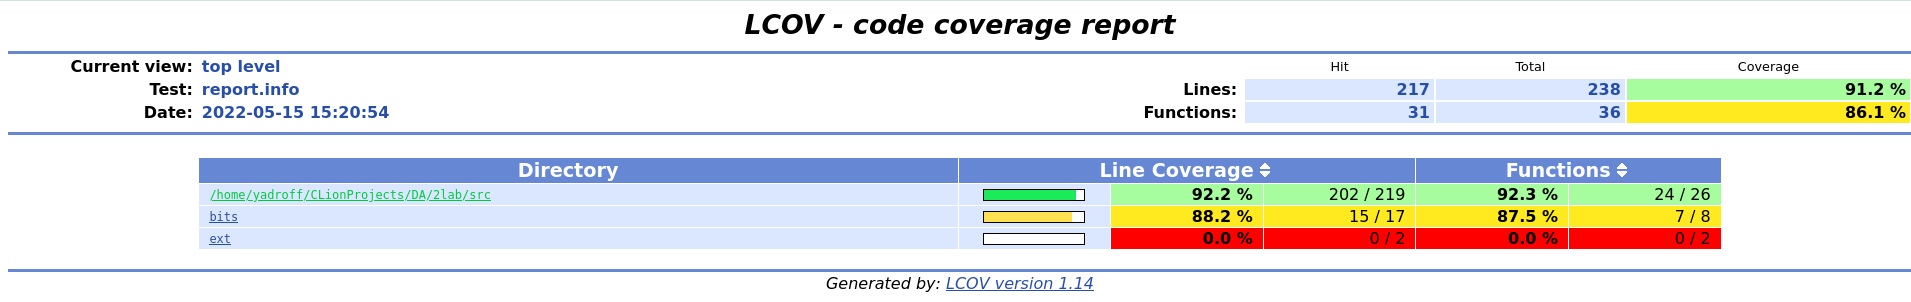 LCOV - code coverage report
Current view: top level Hit Total Coverage
Test: report.info Lines: 217 238 91.2 %
Date: 2022-05-15 15:20:54 Functions: 31 36 86.1 %
Directory Line Coverage Functions
/home/yadroff/CLionProjects/DA/2lab/src 92.2 % 202 / 219 92.3 % 24 / 26
bits 88.2 % 15 / 17 87.5 % 7 / 8
ext 0.0 % 0 / 2 0.0 % 0 / 2
Generated by: LCOV version 1.14